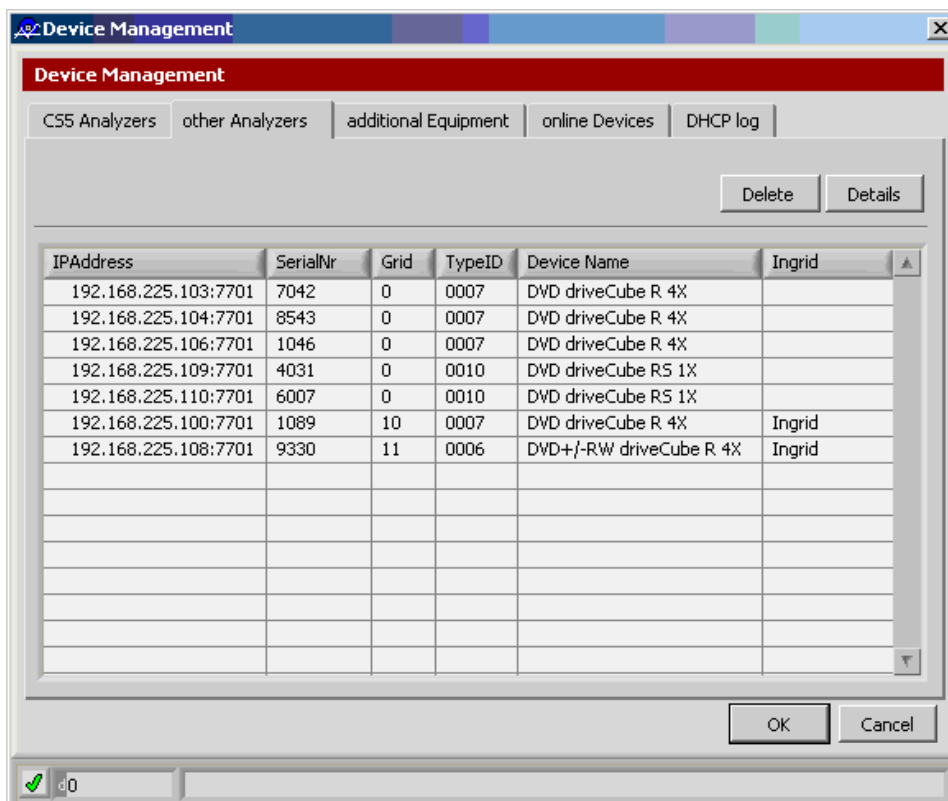 Device Management
Device Management
CS5 Analyzers other Analyzers additional Equipment online Devices DHCP log
Delete Details
IPAddress SerialNr Grid TypeID Device Name Ingrid
192.168.225.103:7701 7042 0 0007 DVD driveCube R 4X
192.168.225.104:7701 8543 0 0007 DVD driveCube R 4X
192.168.225.106:7701 1046 0 0007 DVD driveCube R 4X
192.168.225.109:7701 4031 0 0010 DVD driveCube RS 1X
192.168.225.110:7701 6007 0 0010 DVD driveCube RS 1X
192.168.225.100:7701 1089 10 0007 DVD driveCube R 4X Ingrid
192.168.225.108:7701 9330 11 0006 DVD+/-RW driveCube R 4X Ingrid
OK Cancel
d0